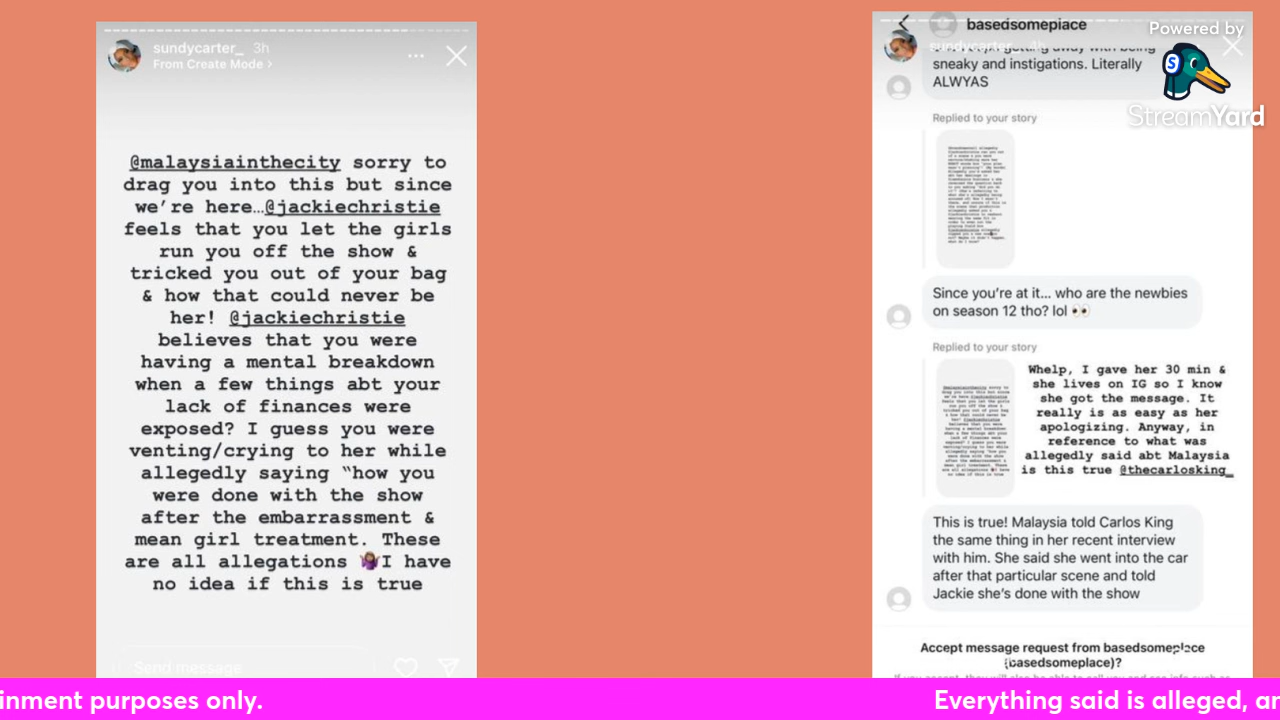 sundycarter_ 3h
From Create Mode >
@malaysiainthecity sorry to
drag you into this but since
we're here…@jackiechristie
feels that you let the girls
run you off the show &
tricked you out of your bag
& how that could never be
her! @jackiechristie
believes that you were
having a mental breakdown
when a few things abt your
lack of finances were
exposed? I guess you were
venting/crying to her while
allegedly saying “how you
were done with the show
after the embarrassment &
mean girl treatment. These
are all allegations 🤷🏽‍♀️I have
no idea if this is true
Send message
basedsomeplace
sundycarter_ 3h
getting away with being
sneaky and instigations. Literally
ALWYAS
Replied to your story
Since you're at it... who are the newbies
on season 12 tho? lol 👀
Replied to your story
Whelp, I gave her 30 min &
she lives on IG so I know
she got the message. It
really is as easy as her
apologizing. Anyway, in
reference to what was
allegedly said abt Malaysia
is this true @thecarlosking_
This is true! Malaysia told Carlos King
the same thing in her recent interview
with him. She said she went into the car
after that particular scene and told
Jackie she's done with the show
Accept message request from basedsomeplace
(basedsomeplace)?
Powered by
StreamYard
inment purposes only.
Everything said is alleged, ar